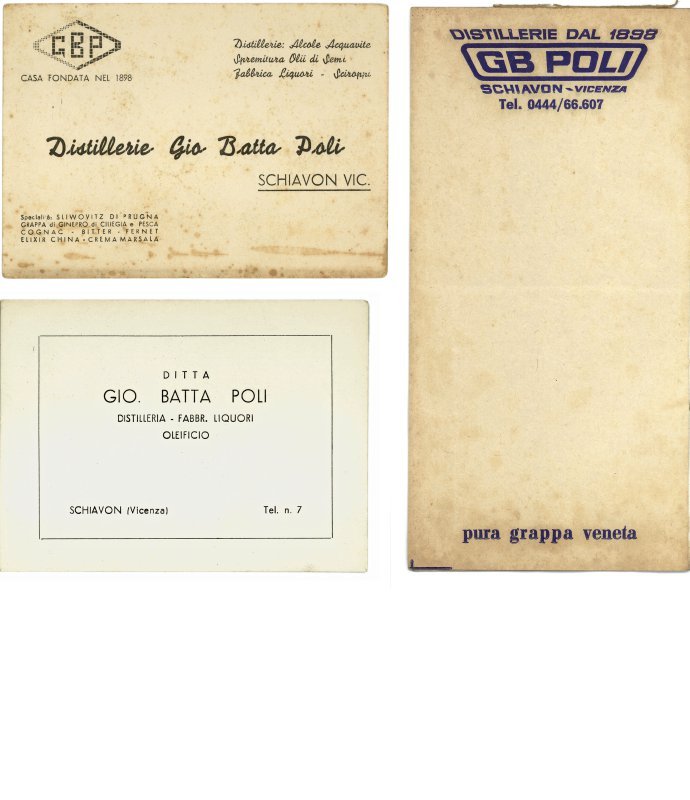 GBP
CASA FONDATA NEL 1898
Distillerie: Alcole Acquavite
Spremitura Olii di Semi
Fabbrica Liquori - Sciroppi
Distillerie Gio Batta Poli
SCHIAVON VIC.
Specialità: SLIWOVITZ DI PRUGNA
GRAPPA di GINEPRO di CILIEGIA e PESCA
COGNAC - BITTER - FERNET
ELIXIR CHINA - CREMA MARSALA
DITTA
GIO. BATTA POLI
DISTILLERIA - FABBR. LIQUORI
OLEIFICIO
SCHIAVON (Vicenza)
Tel. n. 7
DISTILLERIE DAL 1898
GB POLI
SCHIAVON - VICENZA
Tel. 0444/66.607
pura grappa veneta